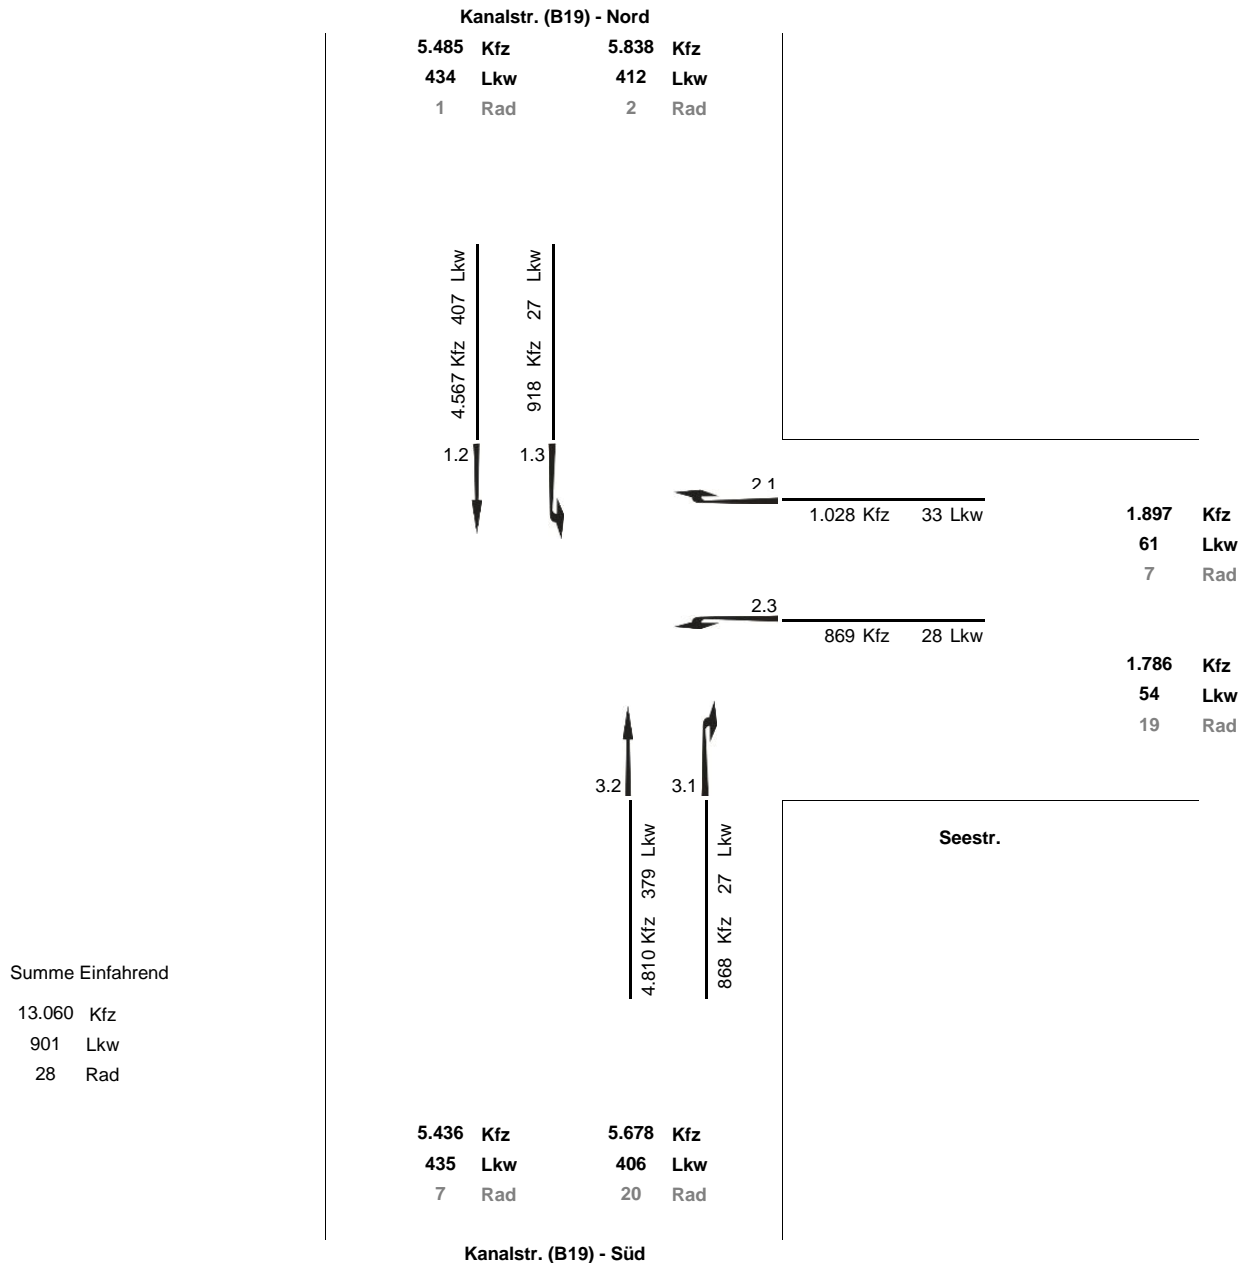 Kanalstr. (B19) - Nord
5.485 Kfz 5.838 Kfz
434 Lkw 412 Lkw
1 Rad 2 Rad
4.567 Kfz 407 Lkw
918 Kfz 27 Lkw
1.2 1.3
2.1
1.028 Kfz 33 Lkw
1.897 Kfz
61 Lkw
7 Rad
2.3
869 Kfz 28 Lkw
1.786 Kfz
54 Lkw
19 Rad
3.2 3.1
4.810 Kfz 379 Lkw
868 Kfz 27 Lkw
Seestr.
Summe Einfahrend
13.060 Kfz
901 Lkw
28 Rad
5.436 Kfz 5.678 Kfz
435 Lkw 406 Lkw
7 Rad 20 Rad
Kanalstr. (B19) - Süd